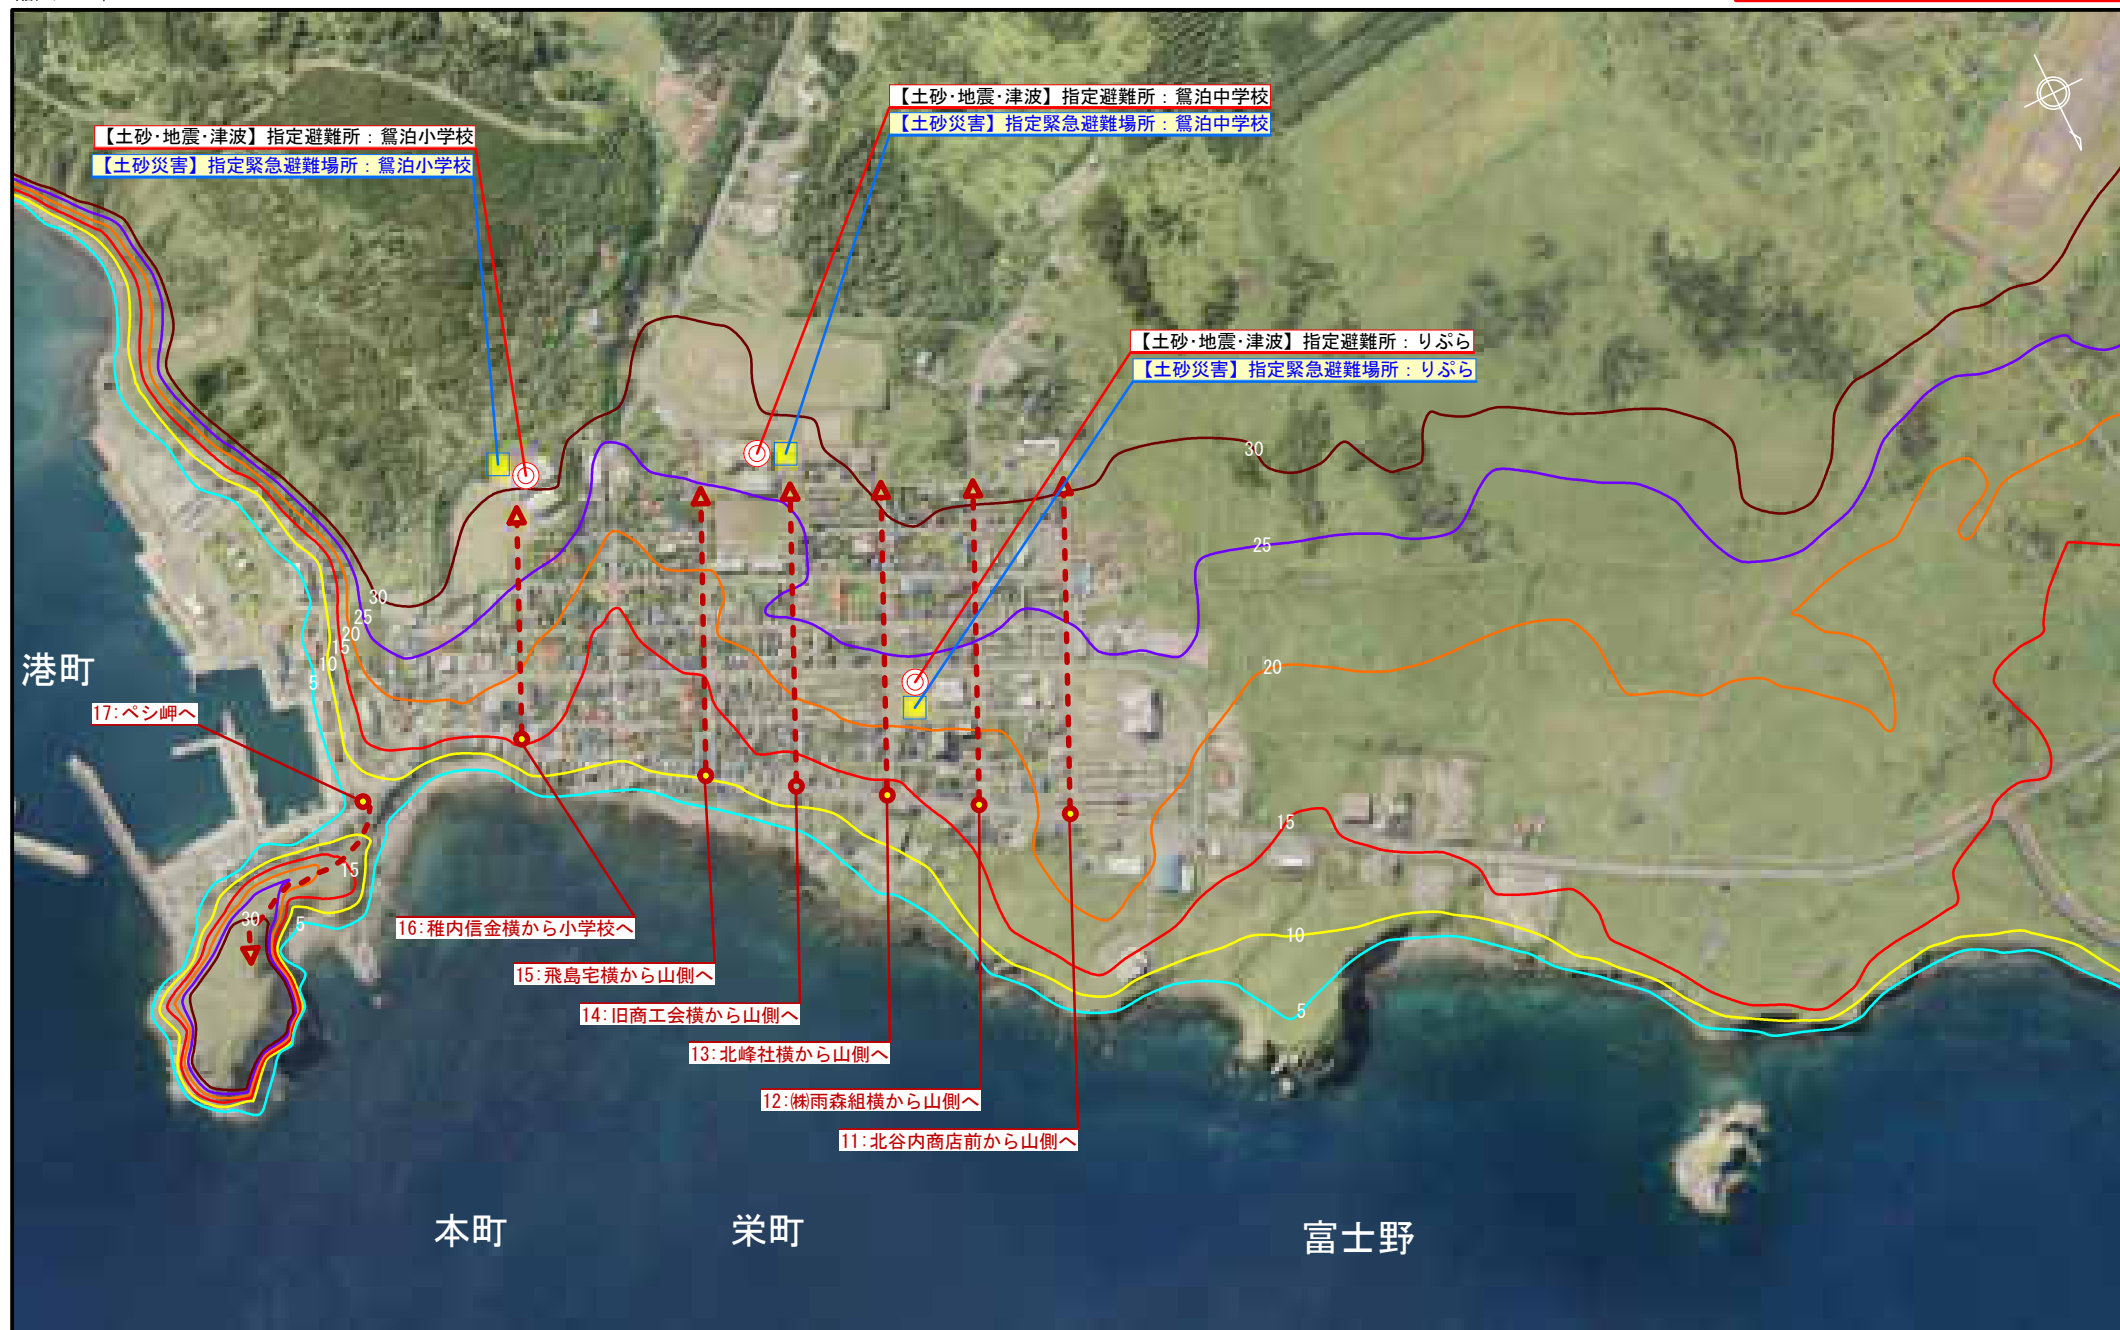 【土砂･地震･津波】指定避難所：鴛泊中学校
【土砂災害】指定緊急避難場所：鴛泊中学校
【土砂･地震･津波】指定避難所：鴛泊小学校
【土砂災害】指定緊急避難場所：鴛泊小学校
【土砂･地震･津波】指定避難所：りぷら
【土砂災害】指定緊急避難場所：りぷら
30
25
30
25
20
15
10
5
20
港町
17:ペシ岬へ
15
15
30
5
10
5
16:稚内信金横から小学校へ
15:飛島宅横から山側へ
14:旧商工会横から山側へ
13:北峰社横から山側へ
12:㈱雨森組横から山側へ
11:北谷内商店前から山側へ
本町
栄町
富士野